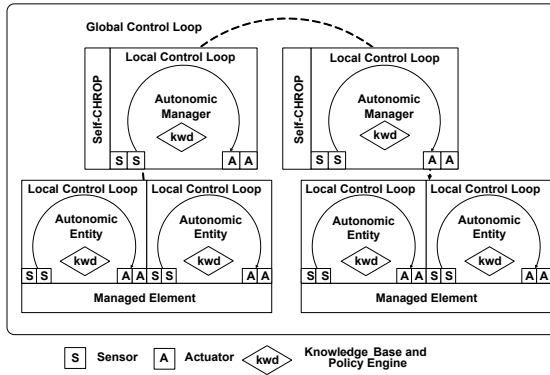 Global Control Loop
Self-CHROP
Local Control Loop
Autonomic
Manager
kwd
S S
A A
Self-CHROP
Local Control Loop
Autonomic
Manager
kwd
S S
A A
Local Control Loop
Autonomic
Entity
kwd
S S
A A
Local Control Loop
Autonomic
Entity
kwd
S S
A A
Managed Element
Local Control Loop
Autonomic
Entity
kwd
S S
A A
Local Control Loop
Autonomic
Entity
kwd
S S
A A
Managed Element
S Sensor
A Actuator
kwd
Knowledge Base and
Policy Engine